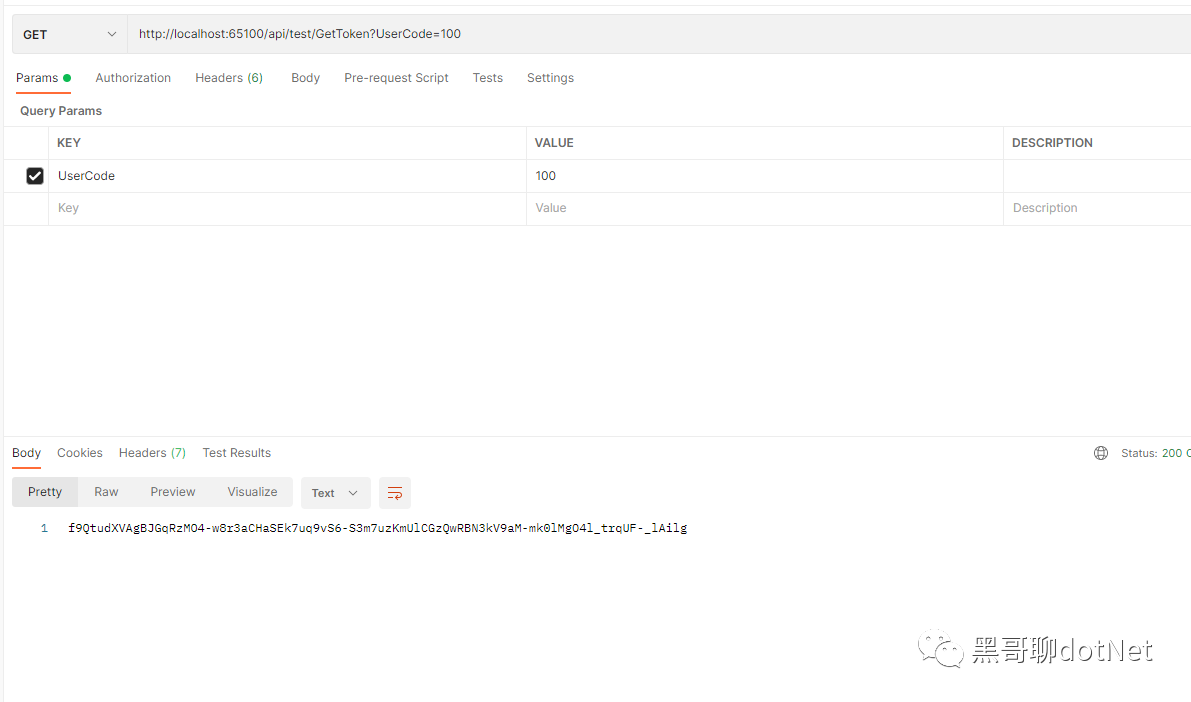 GET http://localhost:65100/api/test/GetToken?UserCode=100
Params Authorization Headers (6) Body Pre-request Script Tests Settings
Query Params
KEY VALUE DESCRIPTION
UserCode 100
Key Value Description
Body Cookies Headers (7) Test Results Status: 200
Pretty Raw Preview Visualize Text
1 f9QtudXVAgBJGqRzMO4-w8r3aCHaSEk7uq9vS6-S3m7uzKmUlCGzQwRBN3kV9aM-mk0lMgO4l_trqUF-_lAilg
黑哥聊dotNet